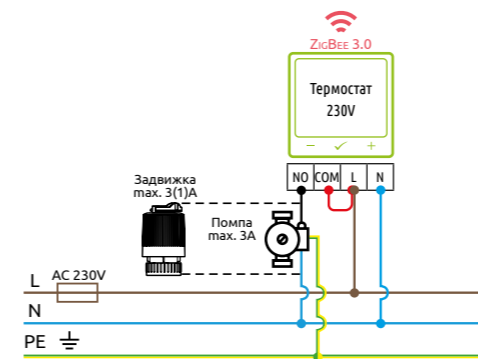 ZIGBEE 3.0
Термостат
230V
− ✓ +
NO COM L N
Задвижка
max. 3(1)A
Помпа
max. 3A
L AC 230V
N
PE